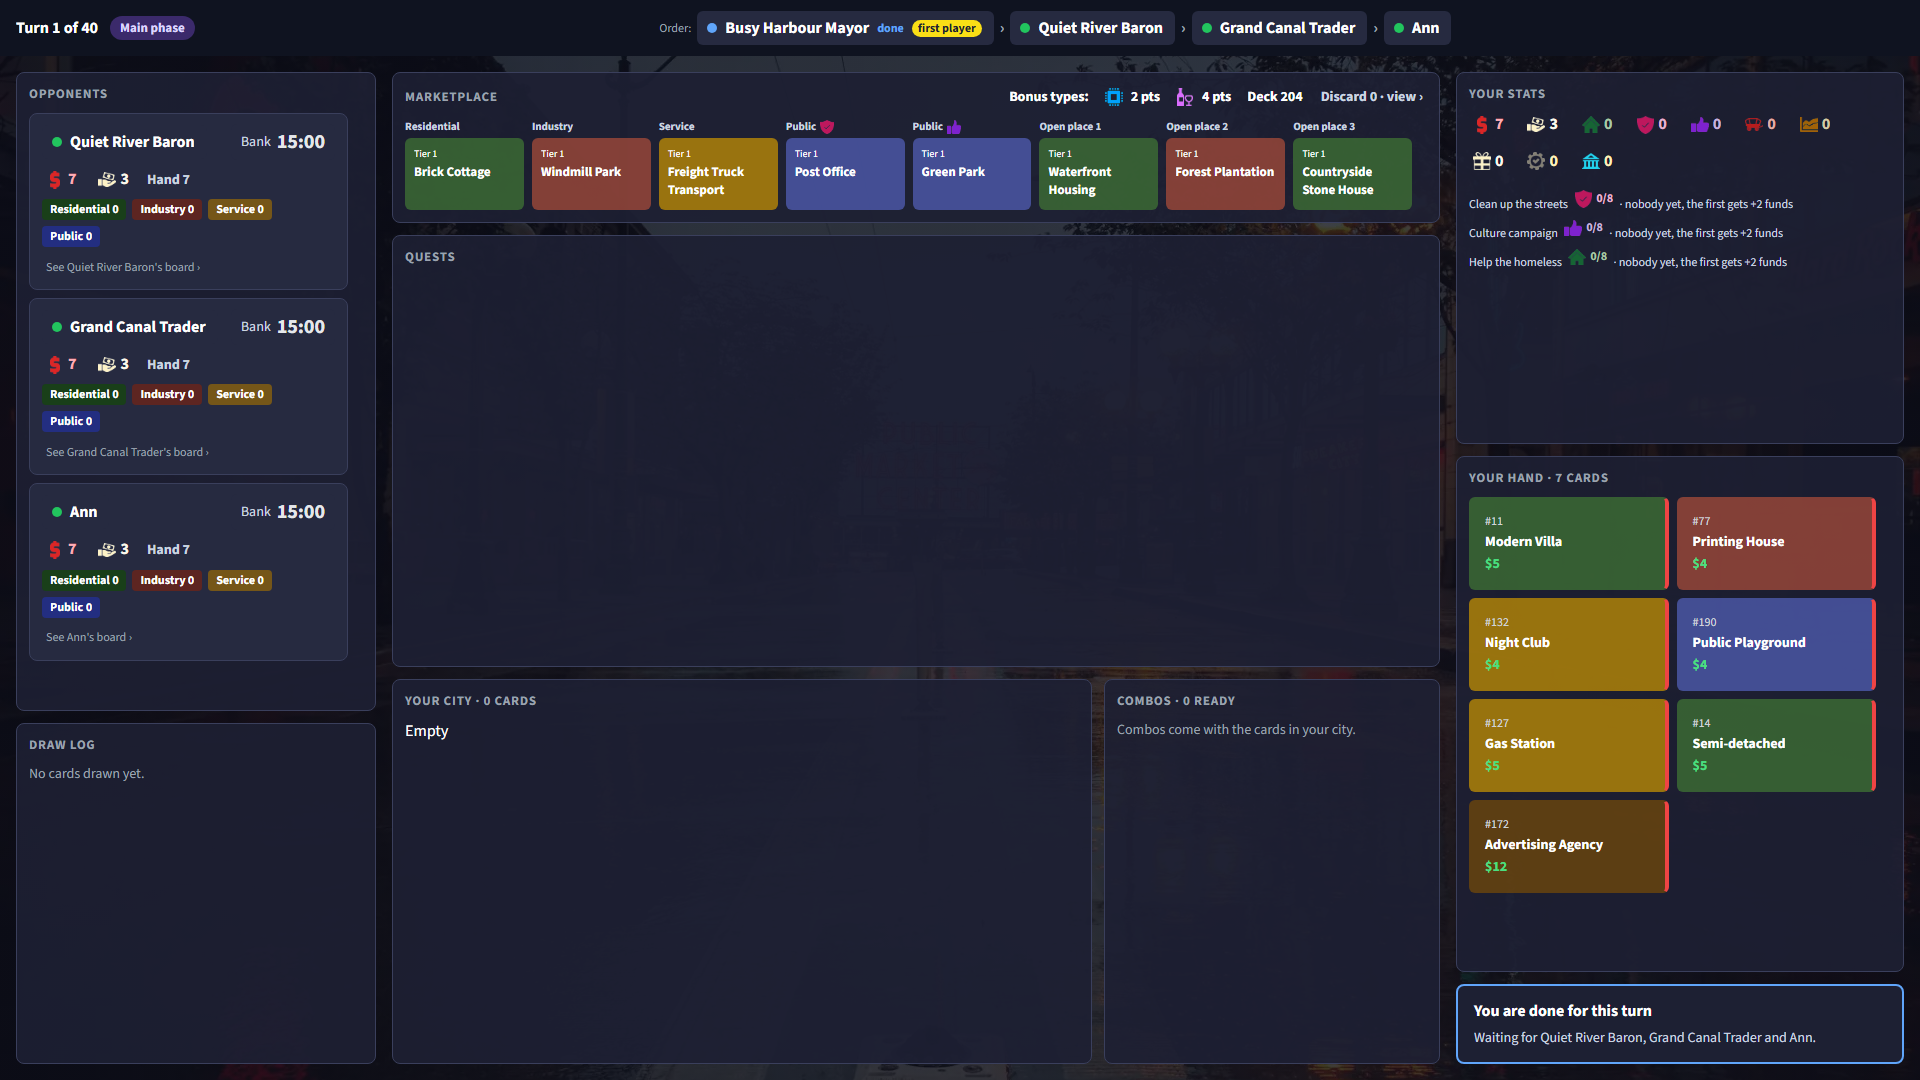 Turn 1 of 40
Main phase
Order:
Busy Harbour Mayor done first player
›
Quiet River Baron
›
Grand Canal Trader
›
Ann
OPPONENTS
Quiet River Baron
Bank 15:00
7
3
Hand 7
Residential 0
Industry 0
Service 0
Public 0
See Quiet River Baron's board ›
Grand Canal Trader
Bank 15:00
7
3
Hand 7
Residential 0
Industry 0
Service 0
Public 0
See Grand Canal Trader's board ›
Ann
Bank 15:00
7
3
Hand 7
Residential 0
Industry 0
Service 0
Public 0
See Ann's board ›
DRAW LOG
No cards drawn yet.
MARKETPLACE
Bonus types:
2 pts
4 pts
Deck 204
Discard 0 · view ›
Residential
Tier 1
Brick Cottage
Industry
Tier 1
Windmill Park
Service
Tier 1
Freight Truck
Transport
Public
Tier 1
Post Office
Public
Tier 1
Green Park
Open place 1
Tier 1
Waterfront
Housing
Open place 2
Tier 1
Forest Plantation
Open place 3
Tier 1
Countryside
Stone House
QUESTS
YOUR CITY · 0 CARDS
Empty
COMBOS · 0 READY
Combos come with the cards in your city.
YOUR STATS
7
3
0
0
0
0
0
0
0
0
Clean up the streets 0/8 · nobody yet, the first gets +2 funds
Culture campaign 0/8 · nobody yet, the first gets +2 funds
Help the homeless 0/8 · nobody yet, the first gets +2 funds
YOUR HAND · 7 CARDS
#11
Modern Villa
$5
#77
Printing House
$4
#132
Night Club
$4
#190
Public Playground
$4
#127
Gas Station
$5
#14
Semi-detached
$5
#172
Advertising Agency
$12
You are done for this turn
Waiting for Quiet River Baron, Grand Canal Trader and Ann.